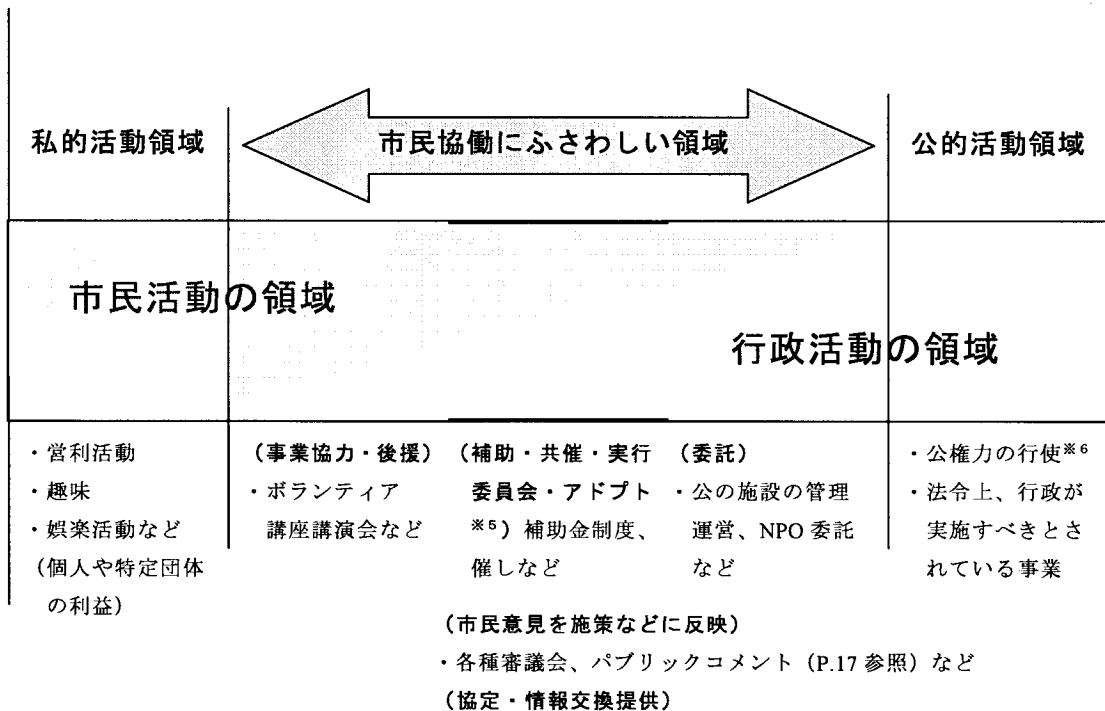 私的活動領域
市民協働にふさわしい領域
公的活動領域
市民活動の領域
行政活動の領域
・営利活動
・趣味
・娯楽活動など
（個人や特定団体
の利益）
（事業協力・後援）
・ボランティア
講座講演会など
（補助・共催・実行
委員会・アドプト
※5）補助金制度、
催しなど
（委託）
・公の施設の管理
運営、NPO 委託
など
・公権力の行使※6
・法令上、行政が
実施すべきとさ
れている事業
（市民意見を施策などに反映）
・各種審議会、パブリックコメント（P.17 参照）など
（協定・情報交換提供）